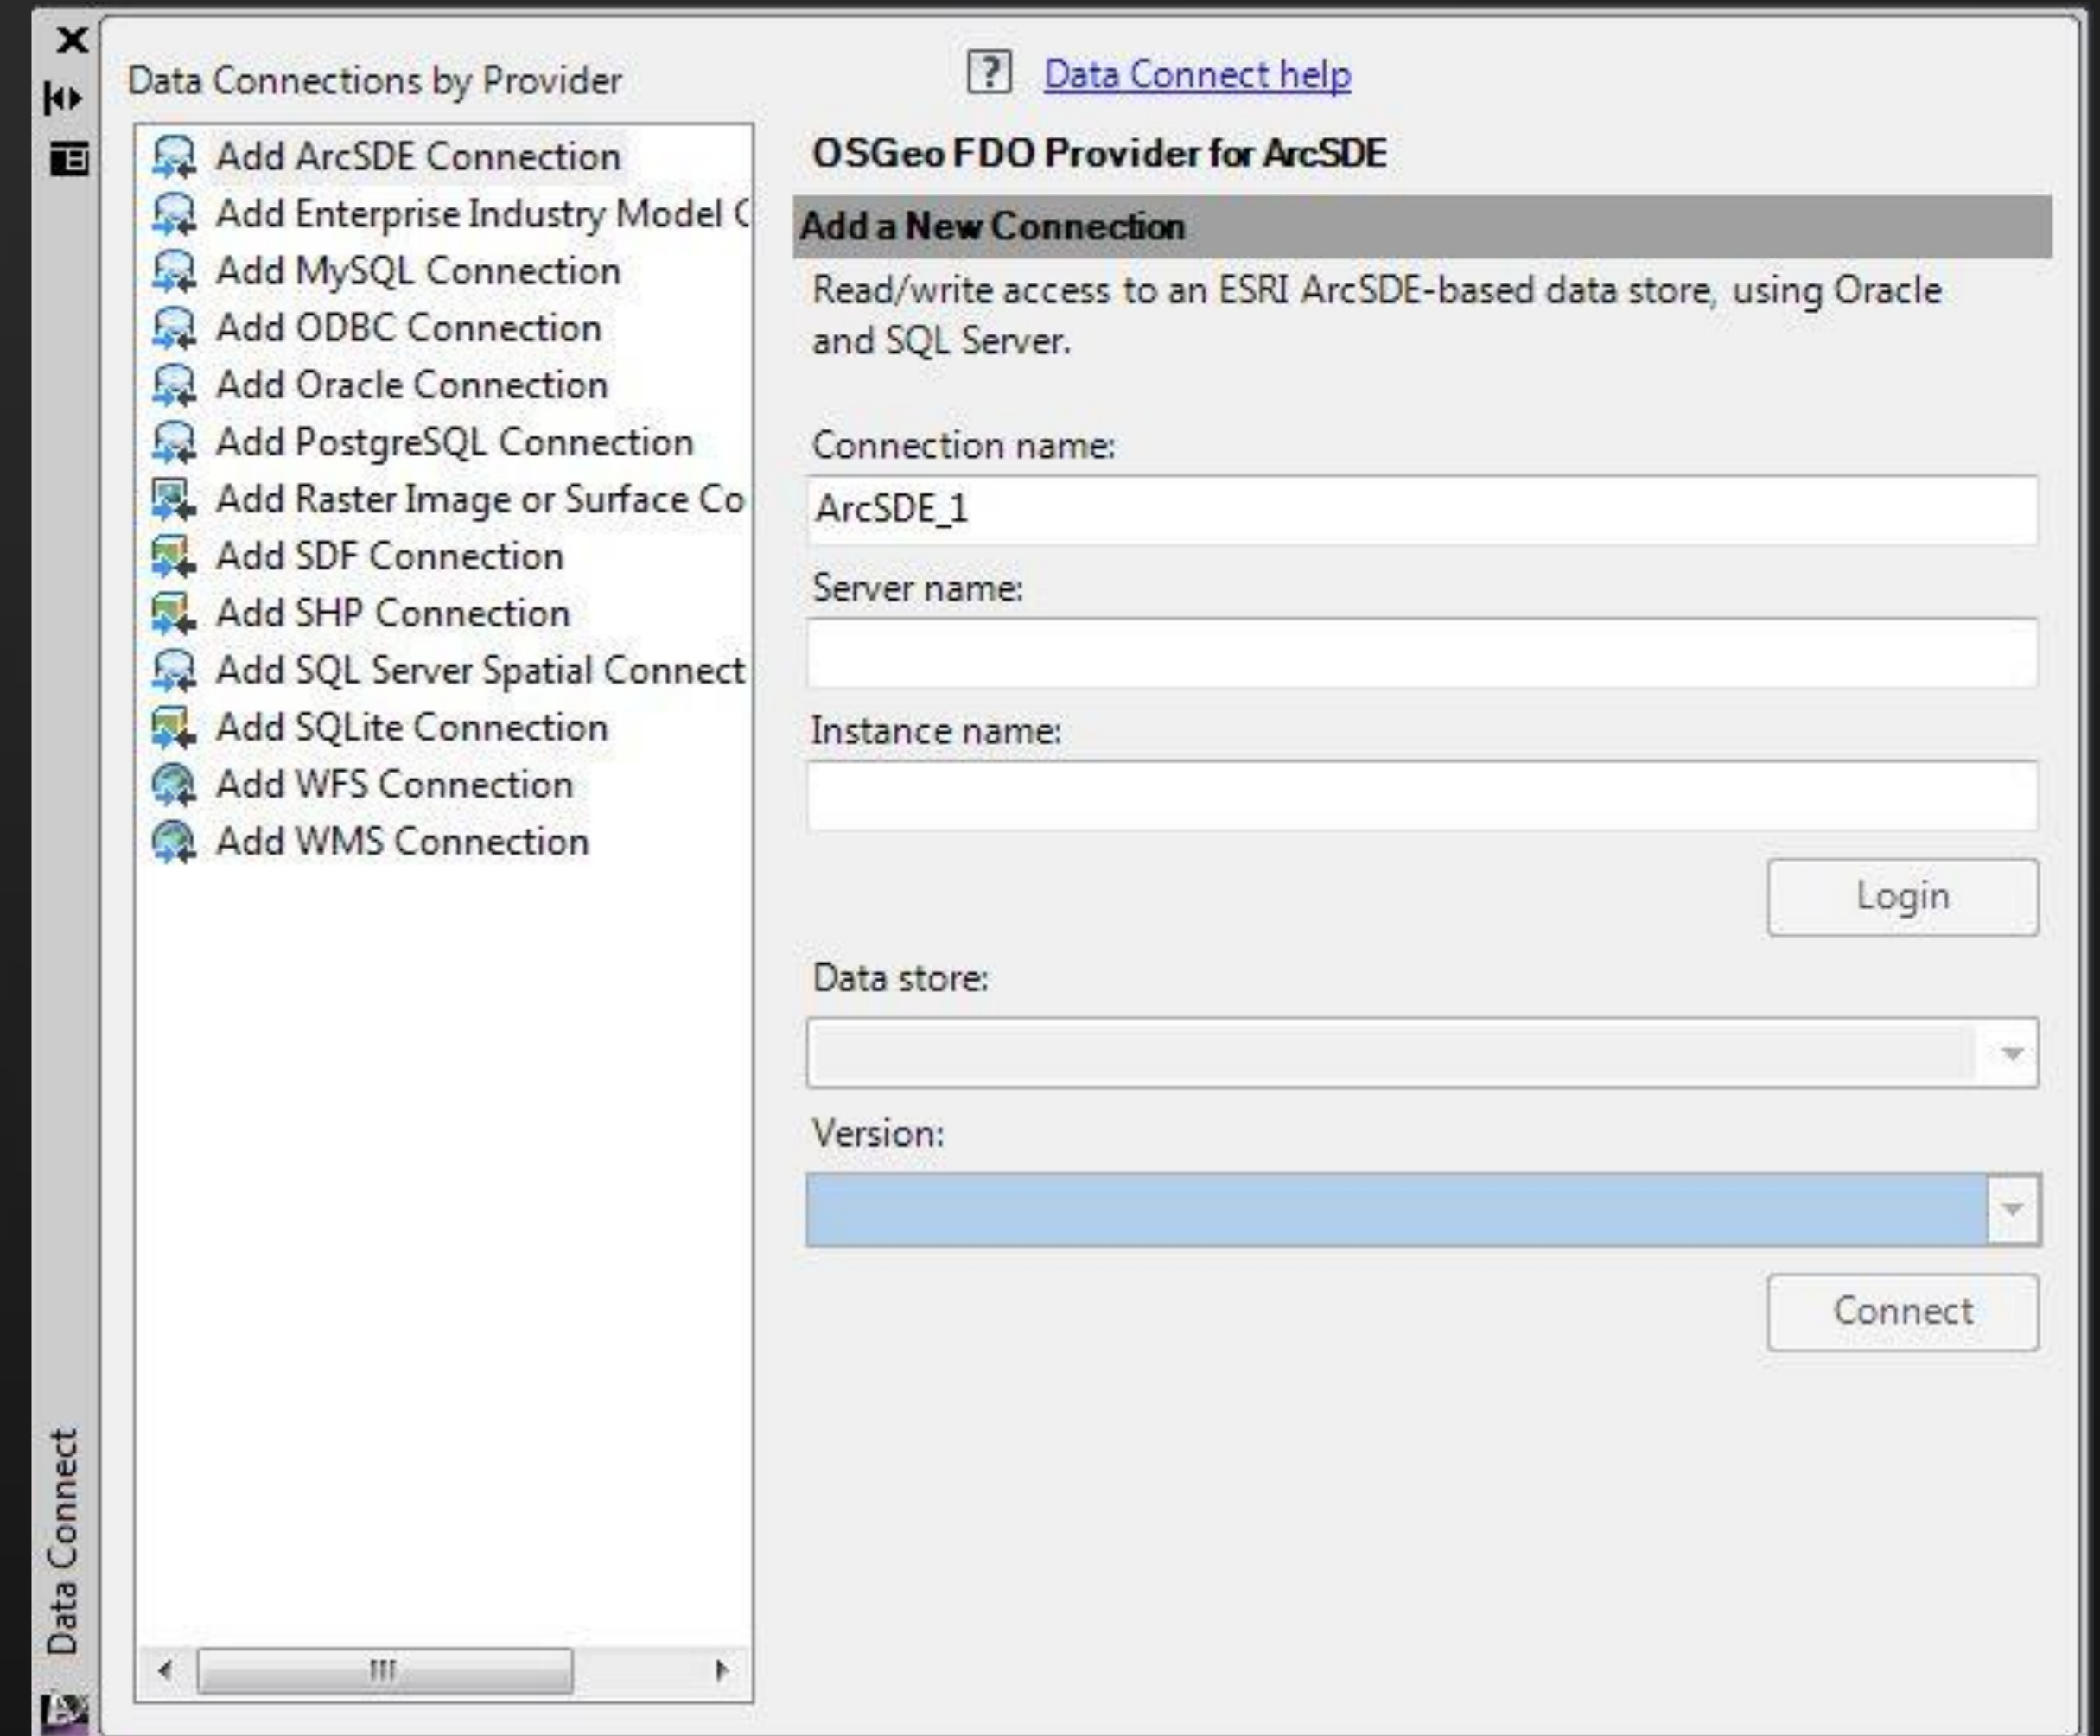 Data Connections by Provider
Add ArcSDE Connection
Add Enterprise Industry Model C
Add MySQL Connection
Add ODBC Connection
Add Oracle Connection
Add PostgreSQL Connection
Add Raster Image or Surface Co
Add SDF Connection
Add SHP Connection
Add SQL Server Spatial Connect
Add SQLite Connection
Add WFS Connection
Add WMS Connection
? Data Connect help
OSGeo FDO Provider for ArcSDE
Add a New Connection
Read/write access to an ESRI ArcSDE-based data store, using Oracle
and SQL Server.
Connection name:
ArcSDE_1
Server name:
Instance name:
Login
Data store:
Version:
Connect
Data Connect